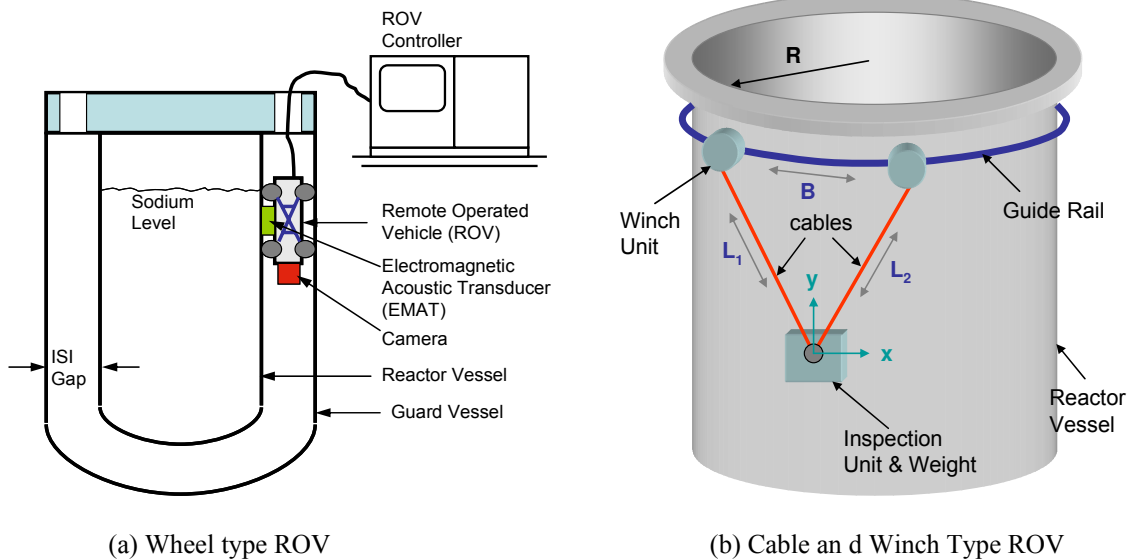 ROV
Controller
Sodium
Level
Remote Operated
Vehicle (ROV)
Electromagnetic
Acoustic Transducer
(EMAT)
Camera
ISI
Gap
Reactor Vessel
Guard Vessel
(a) Wheel type ROV
R
B
Winch
Unit
Guide Rail
cables
L1
L2
y
x
Reactor
Vessel
Inspection
Unit & Weight
(b) Cable an d Winch Type ROV